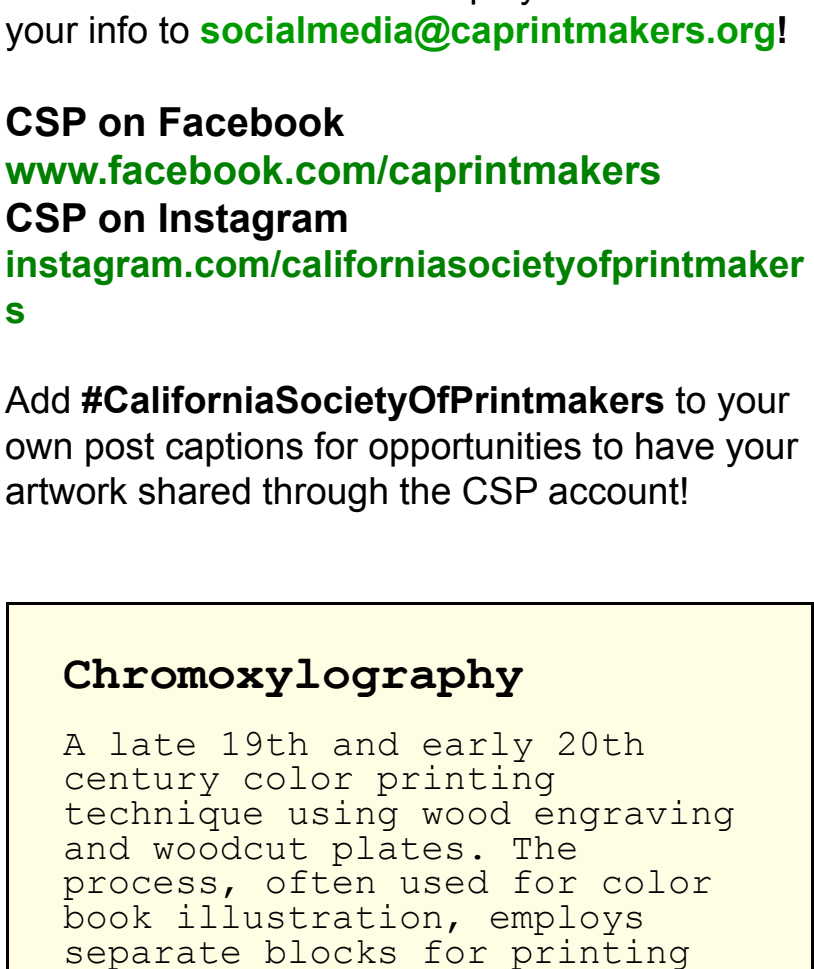 your info to socialmedia@caprintmakers.org!
CSP on Facebook
www.facebook.com/caprintmakers
CSP on Instagram
instagram.com/californiasocietyofprintmaker
s
Add #CaliforniaSocietyOfPrintmakers to your
own post captions for opportunities to have your
artwork shared through the CSP account!
Chromoxylography
A late 19th and early 20th
century color printing
technique using wood engraving
and woodcut plates. The
process, often used for color
book illustration, employs
separate blocks for printing